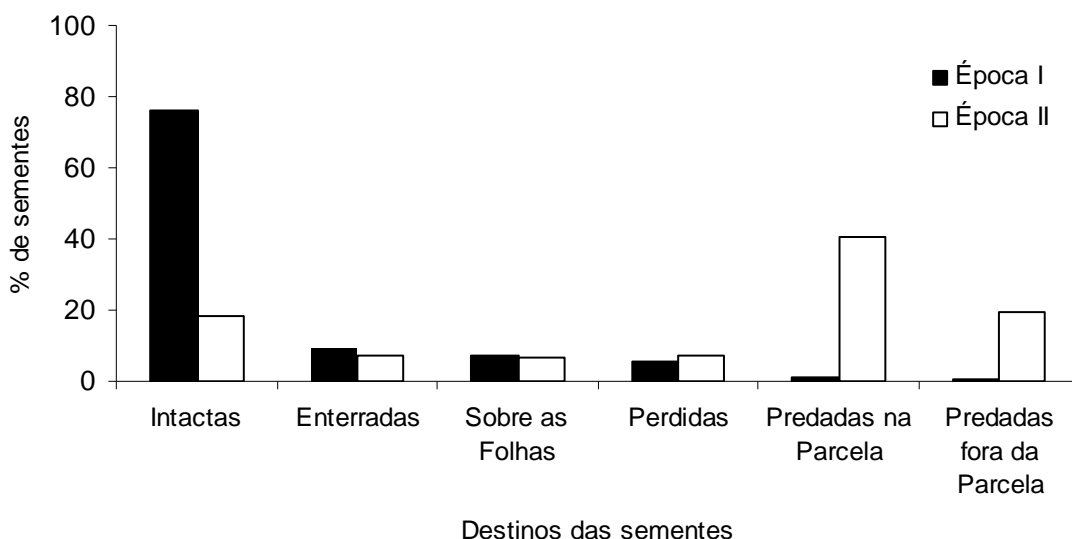 100
80
60
40
20
0
% de sementes
Época I
Época II
Intactas
Enterradas
Sobre as
Folhas
Perdidas
Predadas na
Parcela
Predadas
fora da
Parcela
Destinos das sementes